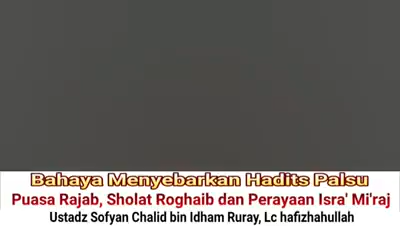 Bahaya Menyebarkan Hadits Palsu
Puasa Rajab, Sholat Roghaib dan Perayaan Isra' Mi'raj
Ustadz Sofyan Chalid bin Idham Ruray, Lc hafizhahullah